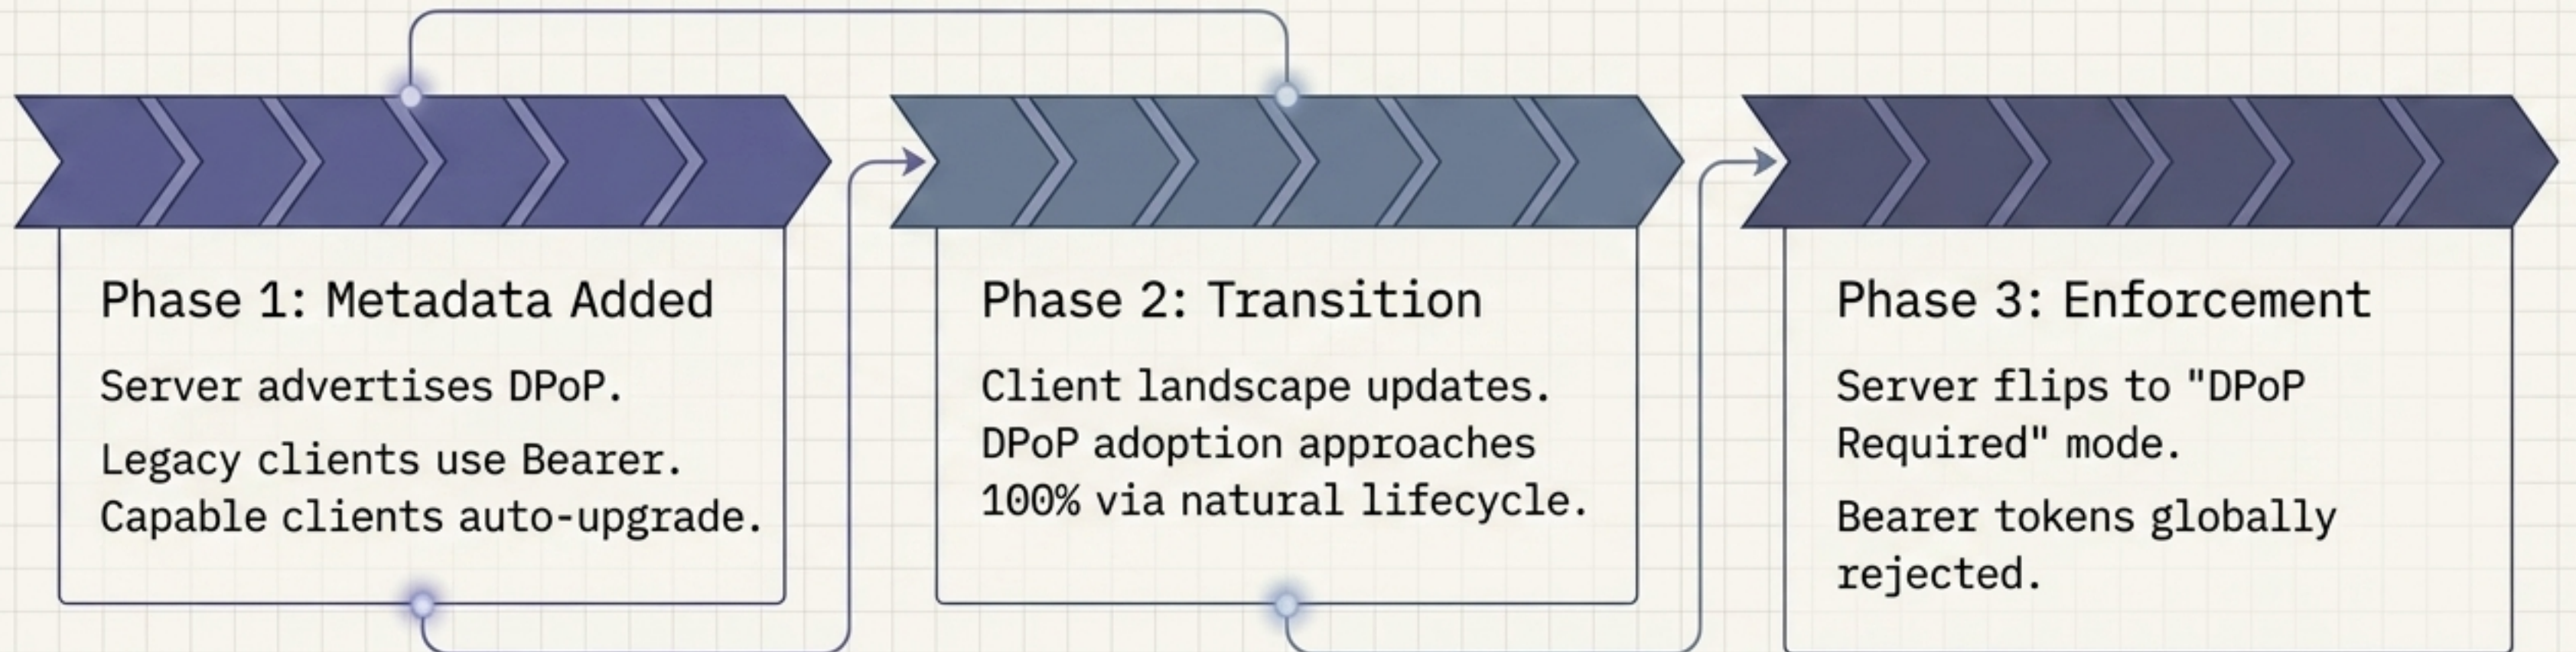 Phase 1: Metadata Added
Server advertises DPoP.
Legacy clients use Bearer.
Capable clients auto-upgrade.
Phase 2: Transition
Client landscape updates.
DPoP adoption approaches
100% via natural lifecycle.
Phase 3: Enforcement
Server flips to "DPoP
Required" mode.
Bearer tokens globally
rejected.